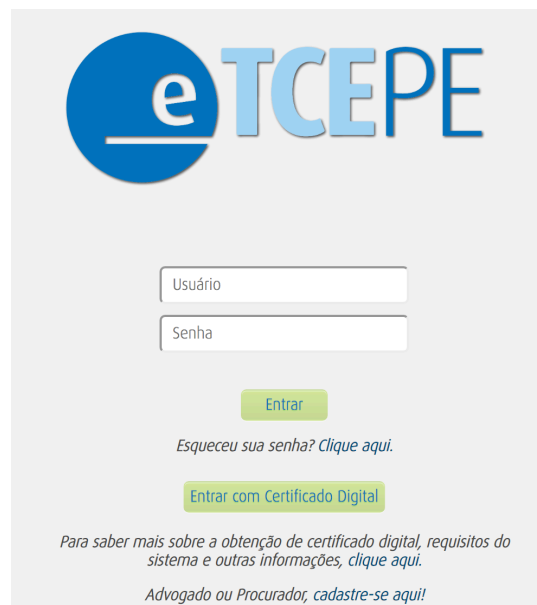 eTCEPE
Usuário
Senha
Entrar
Esqueceu sua senha? Clique aqui.
Entrar com Certificado Digital
Para saber mais sobre a obtenção de certificado digital, requisitos do
sistema e outras informações, clique aqui.
Advogado ou Procurador, cadastre-se aqui!